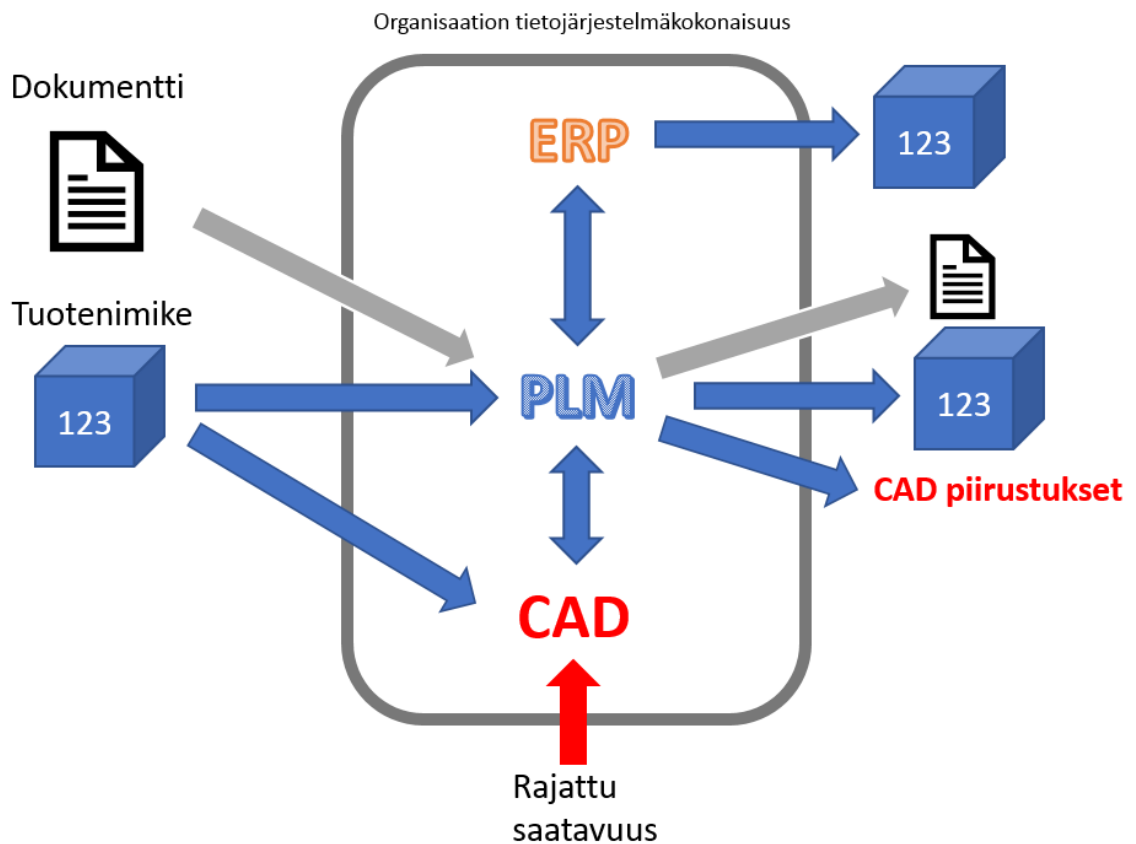 Organisaation tietojärjestelmäkokonaisuus
Dokumentti
ERP
123
Tuotenimike
123
PLM
123
CAD piirustukset
CAD
Rajattu
saatavuus